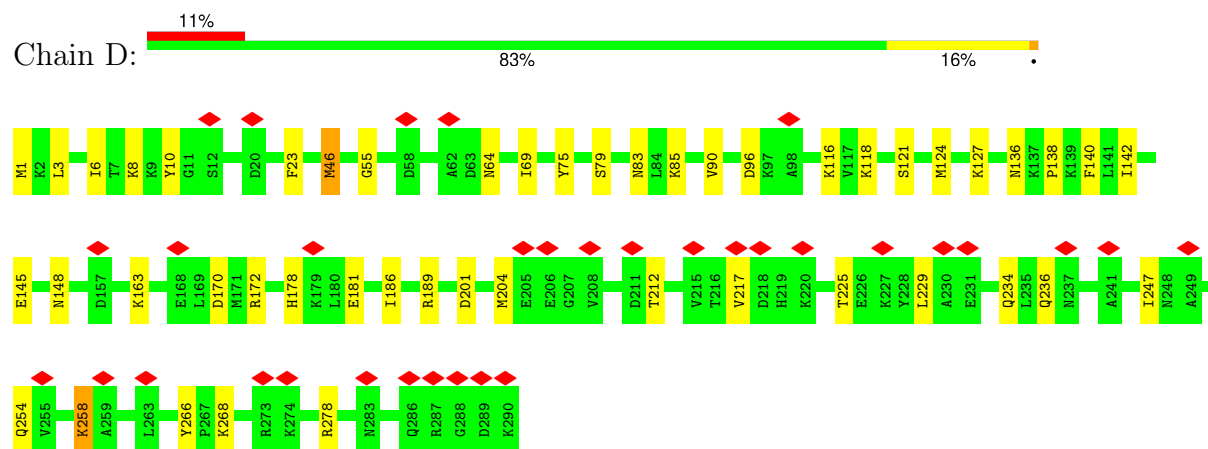 11%
Chain D:
83% 16% •
M1 K2 L3 I6 T7 K8 K9 Y10 G11 S12 D20 F23 M46 G55 D58 A62 D63 N64 I69 Y75 S79 N83 L84 K85 V90 D96 K97 A98 K116 V117 K118 S121 M124 K127 N136 K137 P138 K139 F140 L141 I142
E145 N148 D157 K163 E168 L169 D170 M171 R172 H178 K179 L180 E181 I186 R189 D201 M204 E205 E206 G207 V208 D211 T212 V215 T216 V217 D218 H219 K220 T225 E226 K227 Y228 L229 A230 E231 Q234 L235 Q236 N237 A241 I247 N248 A249
Q254 V255 K258 A259 L263 Y266 P267 K268 R273 K274 R278 N283 Q286 R287 G288 D289 K290